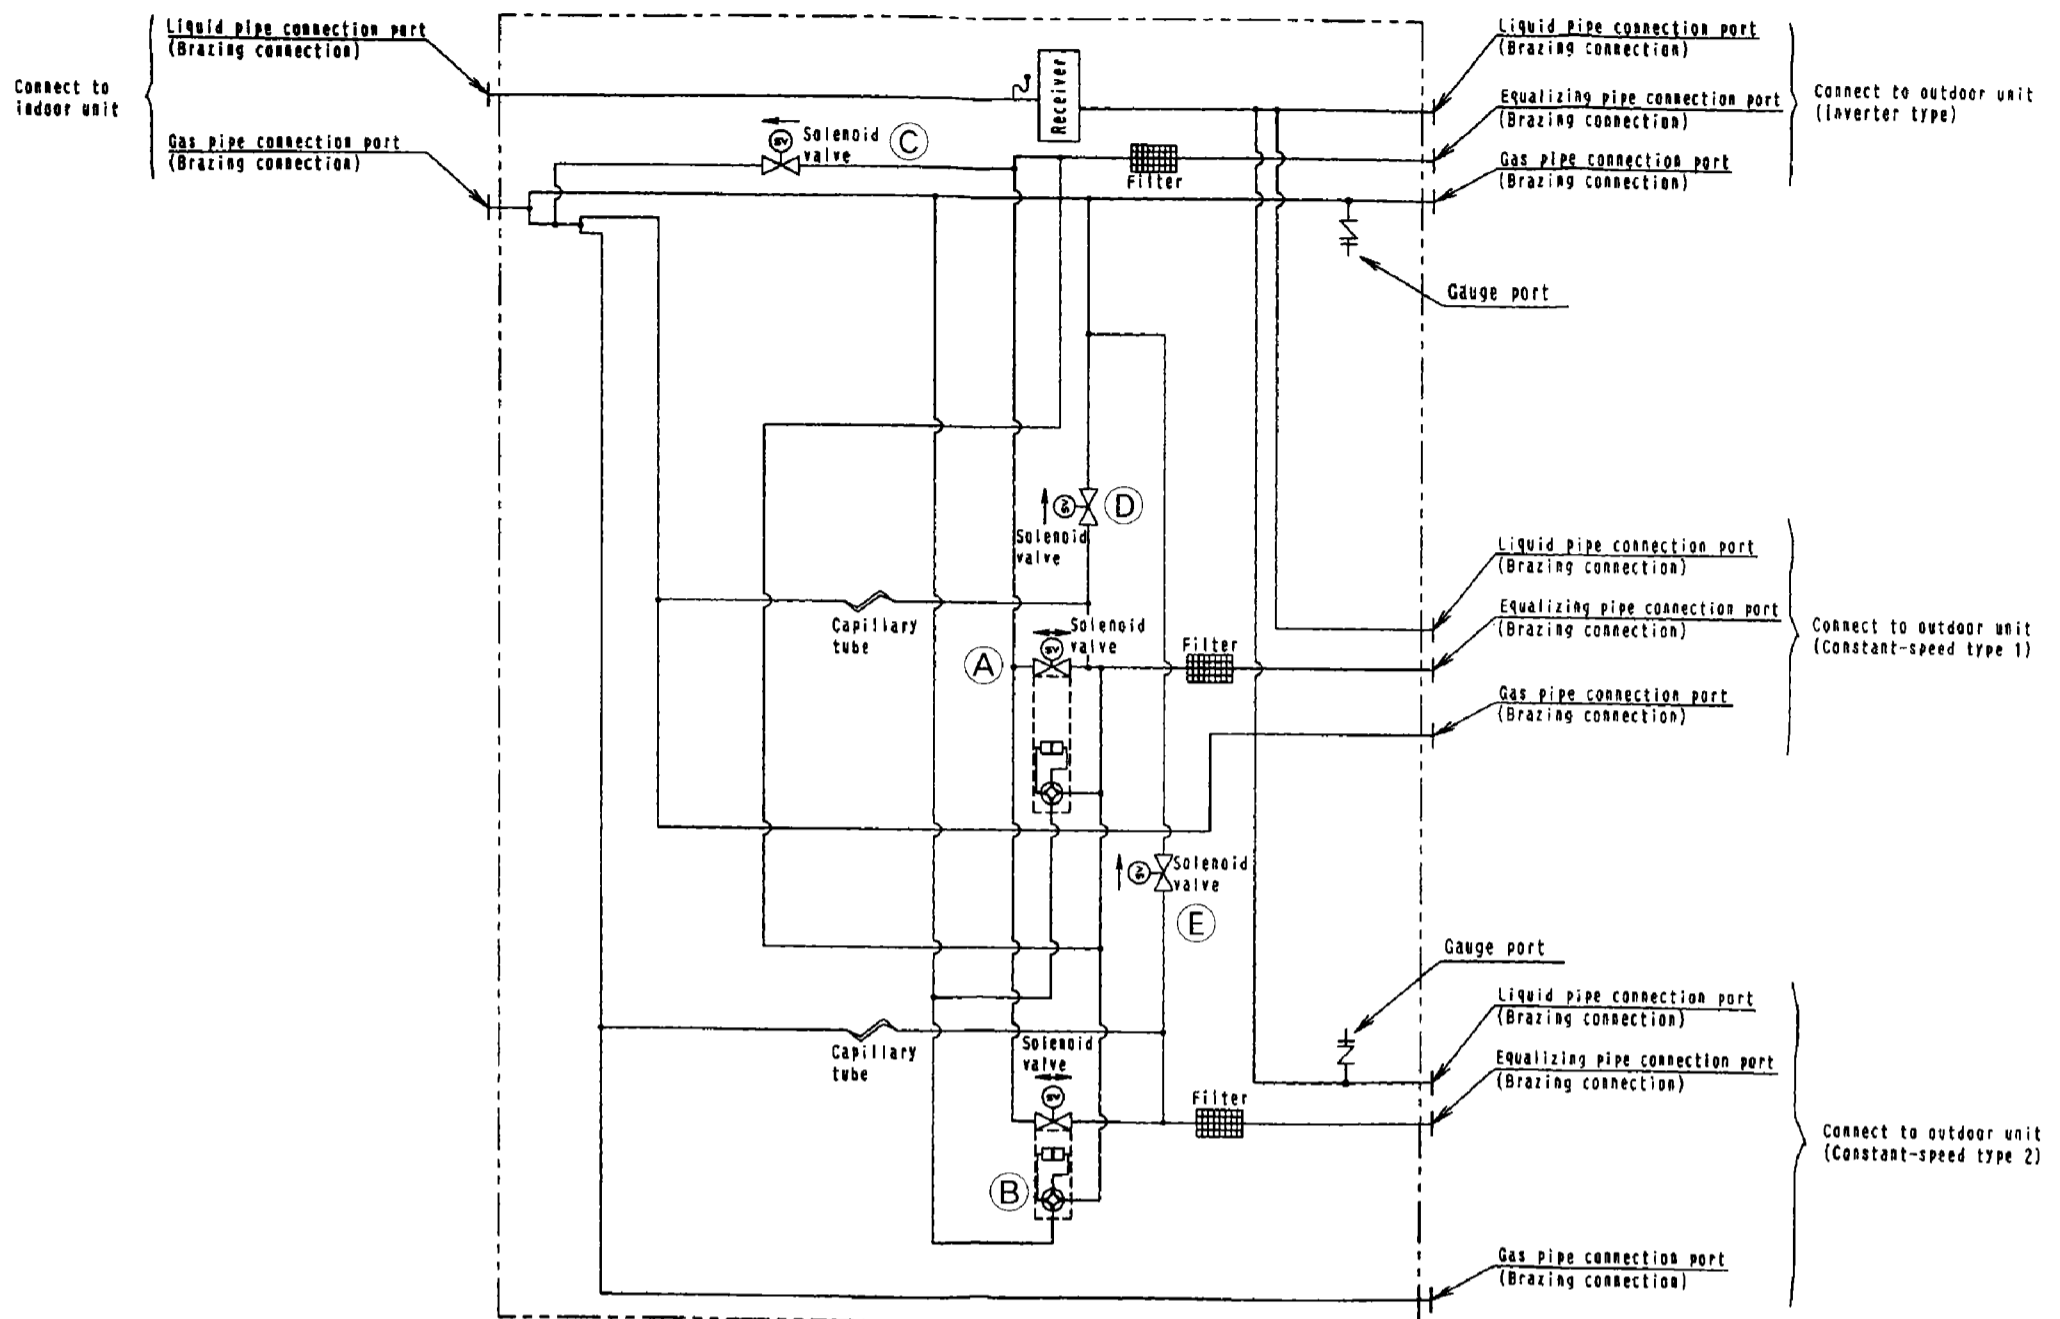 Liquid pipe connection port
(Brazing connection)
Connect to
indoor unit
Gas pipe connection port
(Brazing connection)
Receiver
SV
Solenoid
valve
C
Filter
Liquid pipe connection port
(Brazing connection)
Equalizing pipe connection port
(Brazing connection)
Gas pipe connection port
(Brazing connection)
Connect to outdoor unit
(Inverter type)
Gauge port
SV
D
Solenoid
valve
Capillary
tube
Solenoid
valve
SV
A
Filter
Liquid pipe connection port
(Brazing connection)
Equalizing pipe connection port
(Brazing connection)
Gas pipe connection port
(Brazing connection)
Connect to outdoor unit
(Constant-speed type 1)
SV
Solenoid
valve
E
Gauge port
Capillary
tube
Solenoid
valve
SV
Filter
B
Liquid pipe connection port
(Brazing connection)
Equalizing pipe connection port
(Brazing connection)
Connect to outdoor unit
(Constant-speed type 2)
Gas pipe connection port
(Brazing connection)